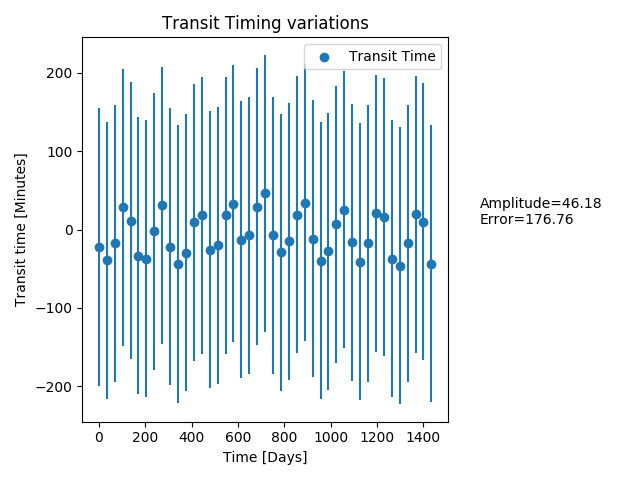 Transit Timing variations
Transit Time
200
100
0
−100
−200
Transit time [Minutes]
0
200
400
600
800
1000
1200
1400
Time [Days]
Amplitude=46.18
Error=176.76